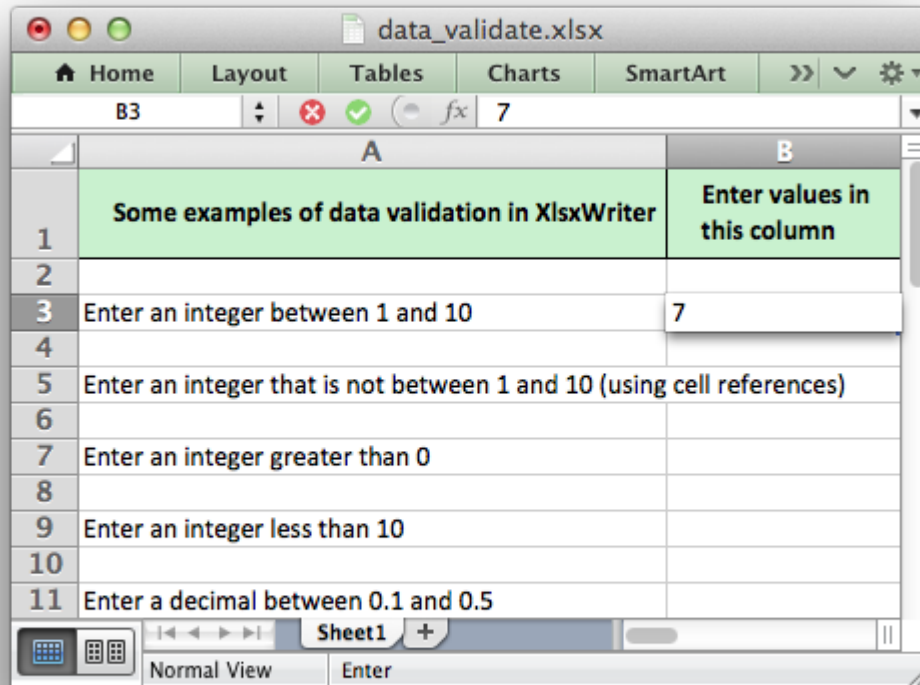 data_validate.xlsx
Home Layout Tables Charts SmartArt
B3 fx 7
A B
1 Some examples of data validation in XlsxWriter Enter values in
this column
2
3 Enter an integer between 1 and 10 7
4
5 Enter an integer that is not between 1 and 10 (using cell references)
6
7 Enter an integer greater than 0
8
9 Enter an integer less than 10
10
11 Enter a decimal between 0.1 and 0.5
Sheet1 +
Normal View Enter